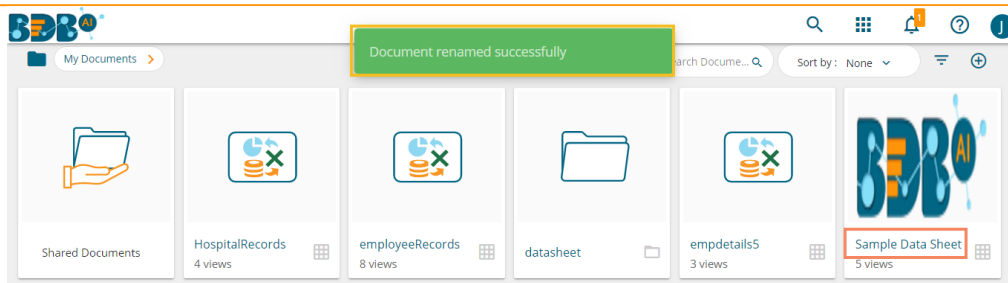 BDB AI
1
J
Document renamed successfully
My Documents
arch Docume...
Sort by : None
BDB AI
Shared Documents
HospitalRecords
4 views
employeeRecords
8 views
datasheet
empdetails5
3 views
Sample Data Sheet
5 views